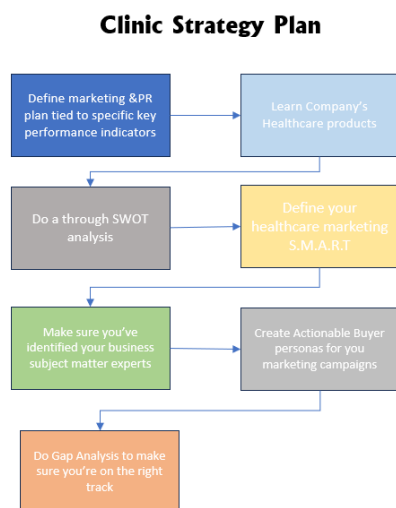 Clinic Strategy Plan
Define marketing &PR
plan tied to specific key
performance indicators
Learn Company's
Healthcare products
Do a through SWOT
analysis
Define your
healthcare marketing
S.M.A.R.T
Make sure you've
identified your business
subject matter experts
Create Actionable Buyer
personas for you
marketing campaigns
Do Gap Analysis to make
sure you're on the right
track